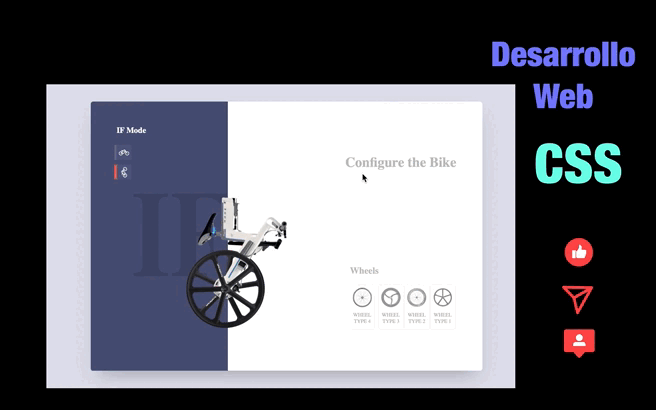 Desarrollo
Web
CSS
IF Mode
IF
Configure the Bike
Wheels
WHEEL TYPE 4
WHEEL TYPE 3
WHEEL TYPE 2
WHEEL TYPE 1